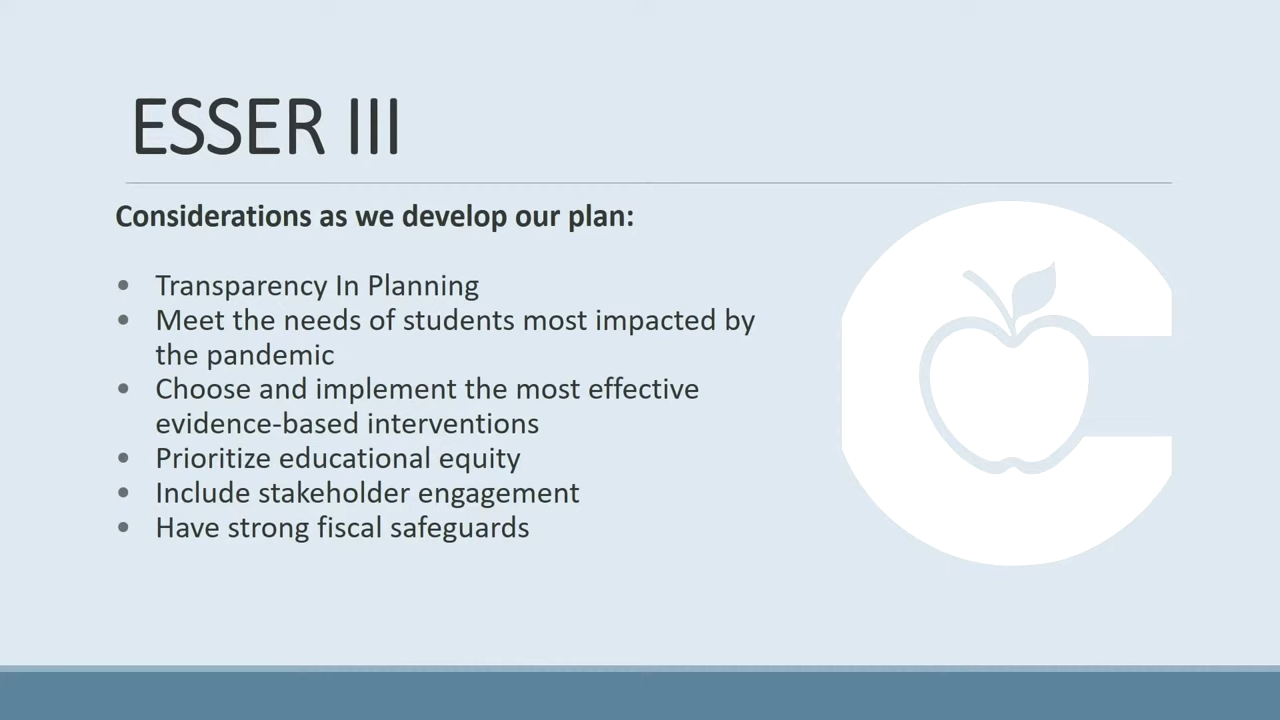 ESSER III
Considerations as we develop our plan:
• Transparency In Planning
• Meet the needs of students most impacted by
the pandemic
• Choose and implement the most effective
evidence-based interventions
• Prioritize educational equity
• Include stakeholder engagement
• Have strong fiscal safeguards